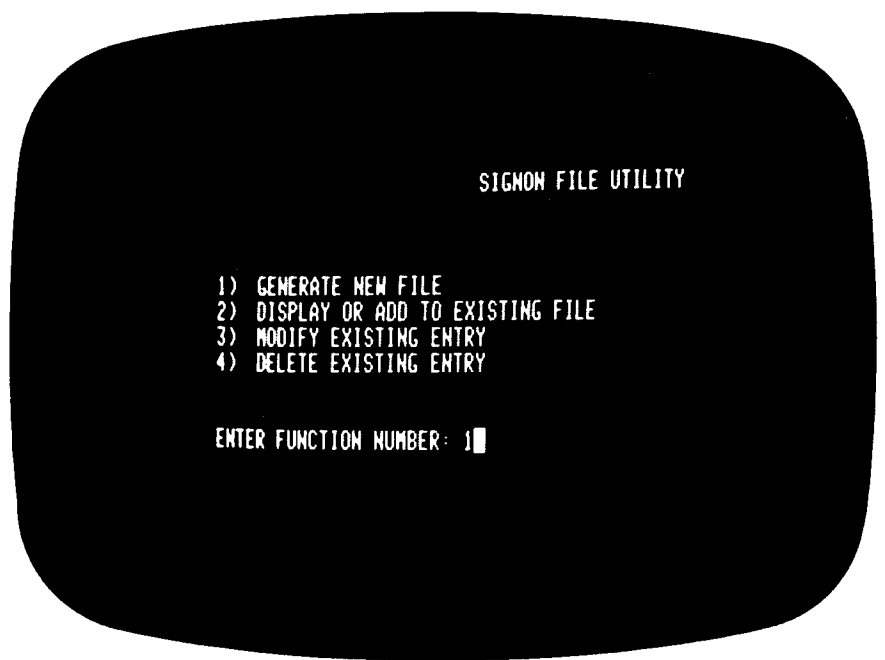 SIGNON FILE UTILITY
1) GENERATE NEW FILE
2) DISPLAY OR ADD TO EXISTING FILE
3) MODIFY EXISTING ENTRY
4) DELETE EXISTING ENTRY
ENTER FUNCTION NUMBER: 1